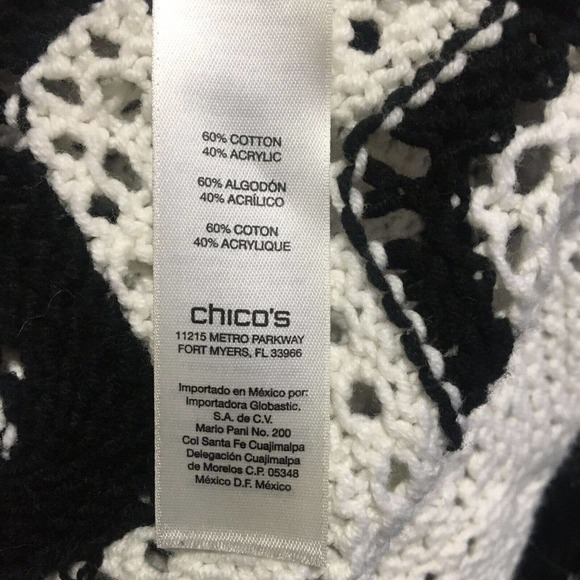 60% COTTON
40% ACRYLIC
60% ALGODÓN
40% ACRÍLICO
60% COTON
40% ACRYLIQUE
chico's
11215 METRO PARKWAY
FORT MYERS, FL 33966
Importado en México por:
Importadora Globastic,
S.A. de C.V.
Mario Pani No. 200
Col Santa Fe Cuajimalpa
Delegación Cuajimalpa
de Morelos C.P. 05348
México D.F. México